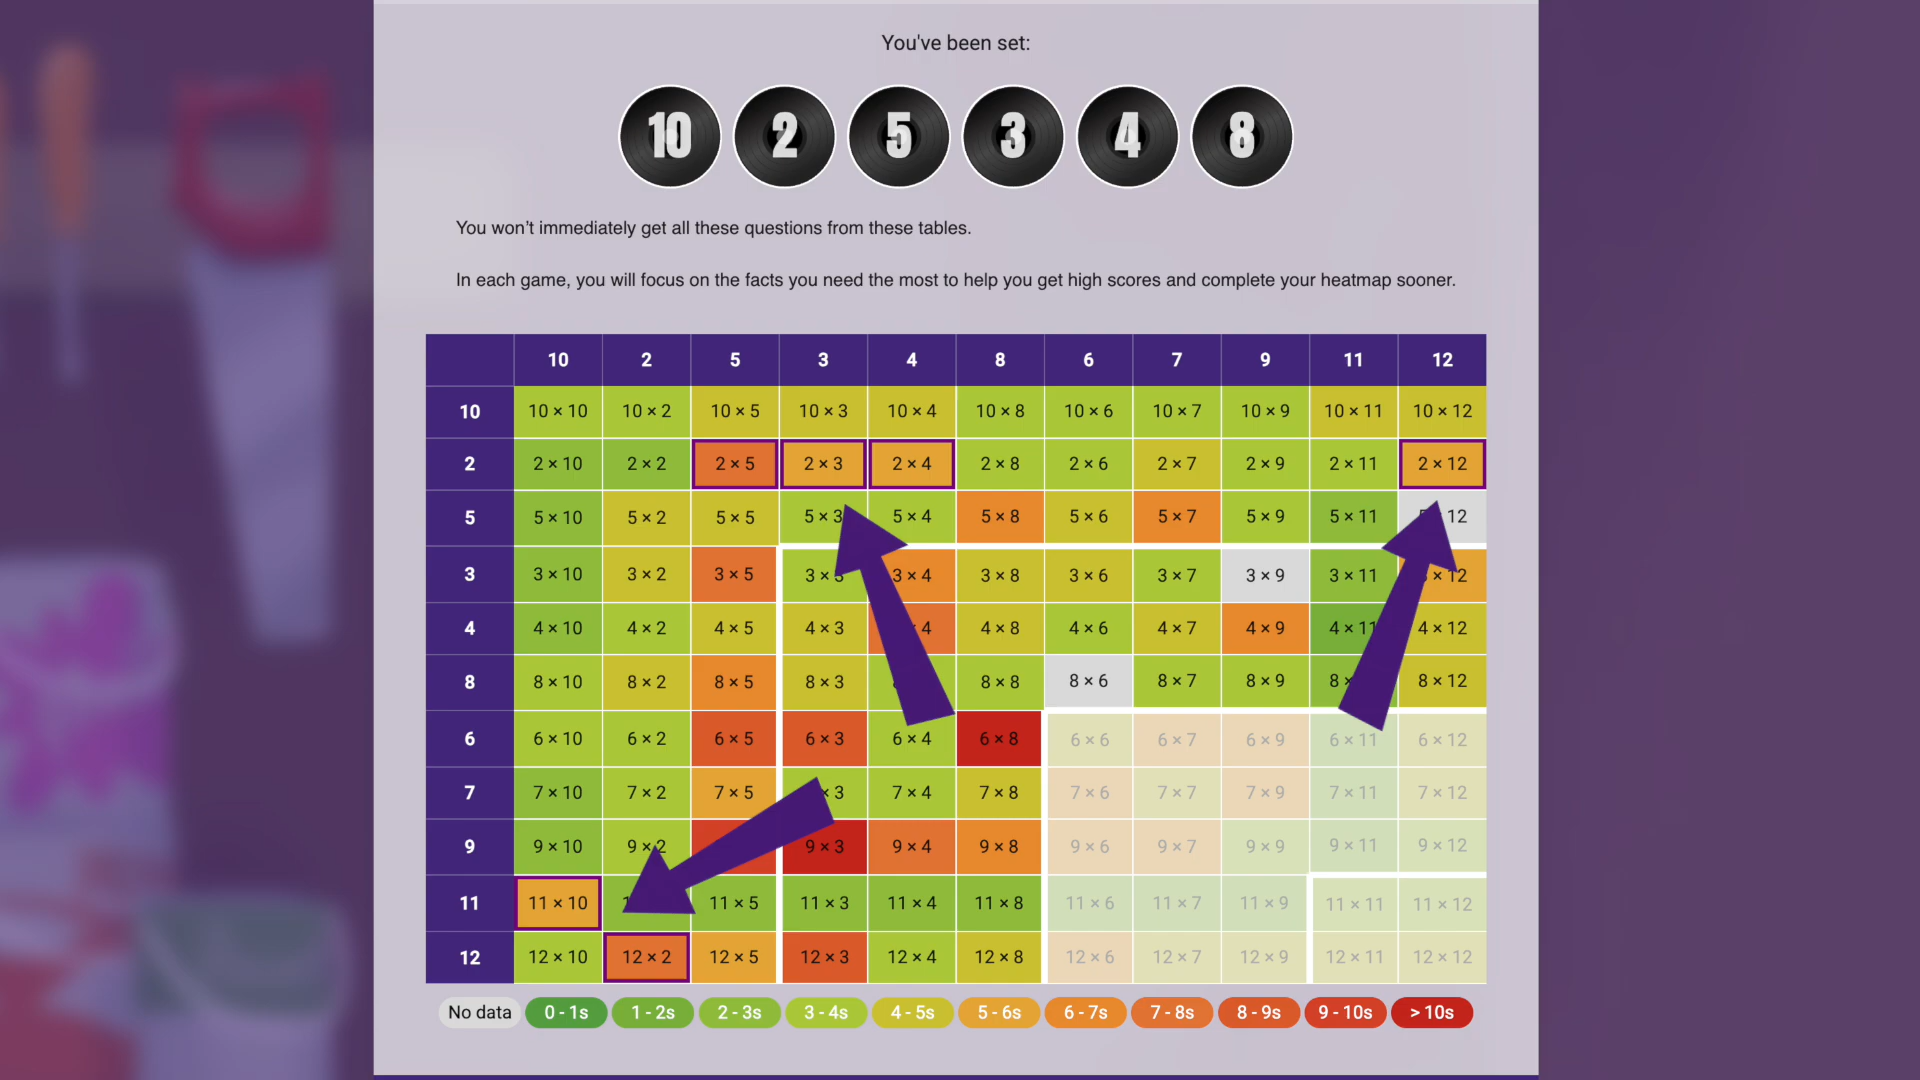 You've been set:
10 2 5 3 4 8
You won't immediately get all these questions from these tables.
In each game, you will focus on the facts you need the most to help you get high scores and complete your heatmap sooner.
10 2 5 3 4 8 6 7 9 11 12
10 10 × 10 10 × 2 10 × 5 10 × 3 10 × 4 10 × 8 10 × 6 10 × 7 10 × 9 10 × 11 10 × 12
2 2 × 10 2 × 2 2 × 5 2 × 3 2 × 4 2 × 8 2 × 6 2 × 7 2 × 9 2 × 11 2 × 12
5 5 × 10 5 × 2 5 × 5 5 × 3 5 × 4 5 × 8 5 × 6 5 × 7 5 × 9 5 × 11 12
3 3 × 10 3 × 2 3 × 5 3 × 3 × 4 3 × 8 3 × 6 3 × 7 3 × 9 3 × 11 × 12
4 4 × 10 4 × 2 4 × 5 4 × 3 4 4 × 8 4 × 6 4 × 7 4 × 9 4 × 11 4 × 12
8 8 × 10 8 × 2 8 × 5 8 × 3 8 × 8 8 × 6 8 × 7 8 × 9 8 8 × 12
6 6 × 10 6 × 2 6 × 5 6 × 3 6 × 4 6 × 8 6 × 6 6 × 7 6 × 9 6 × 11 6 × 12
7 7 × 10 7 × 2 7 × 5 × 3 7 × 4 7 × 8 7 × 6 7 × 7 7 × 9 7 × 11 7 × 12
9 9 × 10 9 × 2 9 × 3 9 × 4 9 × 8 9 × 6 9 × 7 9 × 9 9 × 11 9 × 12
11 11 × 10 11 × 5 11 × 3 11 × 4 11 × 8 11 × 6 11 × 7 11 × 9 11 × 11 11 × 12
12 12 × 10 12 × 2 12 × 5 12 × 3 12 × 4 12 × 8 12 × 6 12 × 7 12 × 9 12 × 11 12 × 12
No data 0 - 1s 1 - 2s 2 - 3s 3 - 4s 4 - 5s 5 - 6s 6 - 7s 7 - 8s 8 - 9s 9 - 10s > 10s